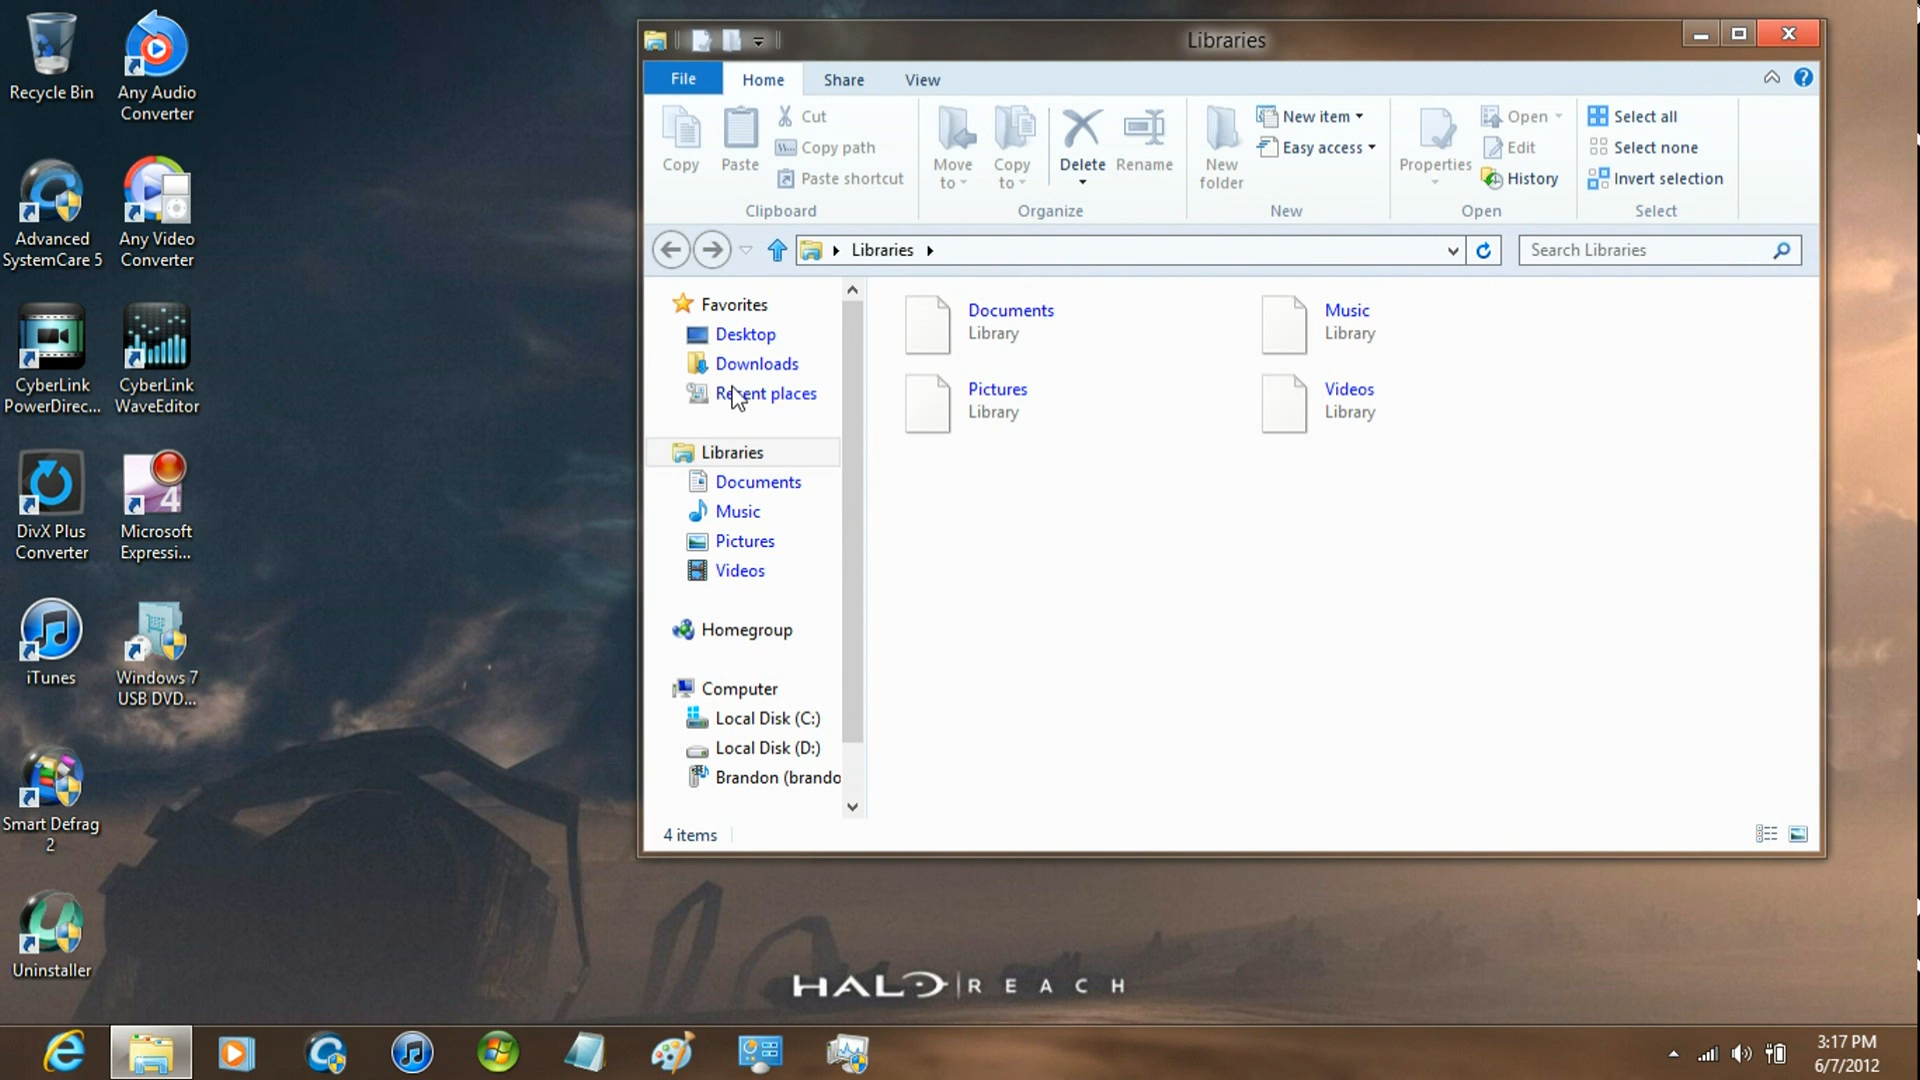 Recycle Bin
Any Audio
Converter
Advanced
SystemCare 5
Any Video
Converter
CyberLink
PowerDirec...
CyberLink
WaveEditor
DivX Plus
Converter
Microsoft
Expressi...
iTunes
Windows 7
USB DVD...
Smart Defrag
2
Uninstaller
Libraries
File Home Share View
Copy
Paste
Cut
Copy path
Paste shortcut
Clipboard
Move
to
Copy
to
Delete
Rename
Organize
New
folder
New item
Easy access
New
Properties
Open
Edit
History
Open
Select all
Select none
Invert selection
Select
Libraries
Search Libraries
Favorites
Desktop
Downloads
Recent places
Libraries
Documents
Music
Pictures
Videos
Homegroup
Computer
Local Disk (C:)
Local Disk (D:)
Brandon (brando
Documents
Library
Music
Library
Pictures
Library
Videos
Library
4 items
HALO REACH
3:17 PM
6/7/2012